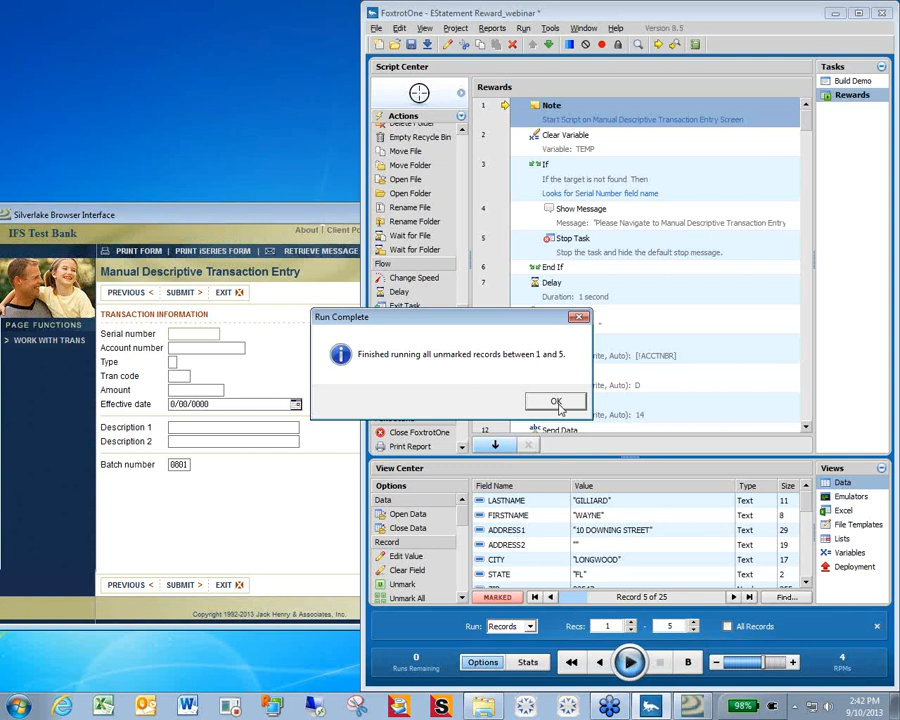 FoxtrotOne - EStatement Reward_webinar *
File Edit View Project Reports Run Tools Window Help Version 8.5
Script Center
Tasks
Build Demo
Rewards
Actions
Delete Folder
Empty Recycle Bin
Move File
Move Folder
Open File
Open Folder
Rename File
Rename Folder
Wait for File
Wait for Folder
Flow
Change Speed
Delay
Exit Task
Close FoxtrotOne
Print Report
Rewards
1 Note
Start Script on Manual Descriptive Transaction Entry Screen
2 Clear Variable
Variable: TEMP
3 If
If the target is not found Then
Looks for Serial Number field name
4 Show Message
Message: "Please Navigate to Manual Descriptive Transaction Entry
5 Stop Task
Stop the task and hide the default stop message.
6 End If
7 Delay
Duration: 1 second
"
rite, Auto): [!ACCTNBR]
rite, Auto): D
rite, Auto): 14
12 Send Data
Silverlake Browser Interface
IFS Test Bank
About | Client Po
PRINT FORM | PRINT iSERIES FORM | RETRIEVE MESSAGE
PAGE FUNCTIONS
> WORK WITH TRANS
Manual Descriptive Transaction Entry
PREVIOUS < SUBMIT > EXIT
TRANSACTION INFORMATION
Serial number
Account number
Type
Tran code
Amount
Effective date 0/00/0000
Description 1
Description 2
Batch number 0801
PREVIOUS < SUBMIT > EXIT
Copyright 1992-2013 Jack Henry & Associates, Inc.
Run Complete
Finished running all unmarked records between 1 and 5.
OK
View Center
Options
Data
Open Data
Close Data
Record
Edit Value
Clear Field
Unmark
Unmark All
Field Name Value Type Size
LASTNAME "GILLIARD" Text 11
FIRSTNAME "WAYNE" Text 8
ADDRESS1 "10 DOWNING STREET" Text 29
ADDRESS2 "" Text 19
CITY "LONGWOOD" Text 17
STATE "FL" Text 2
MARKED Record 5 of 25 Find...
Views
Data
Emulators
Excel
File Templates
Lists
Variables
Deployment
Run: Records Recs: 1 - 5 All Records
0
Runs Remaining
Options Stats
B
4
RPMs
98%
2:42 PM
9/10/2013